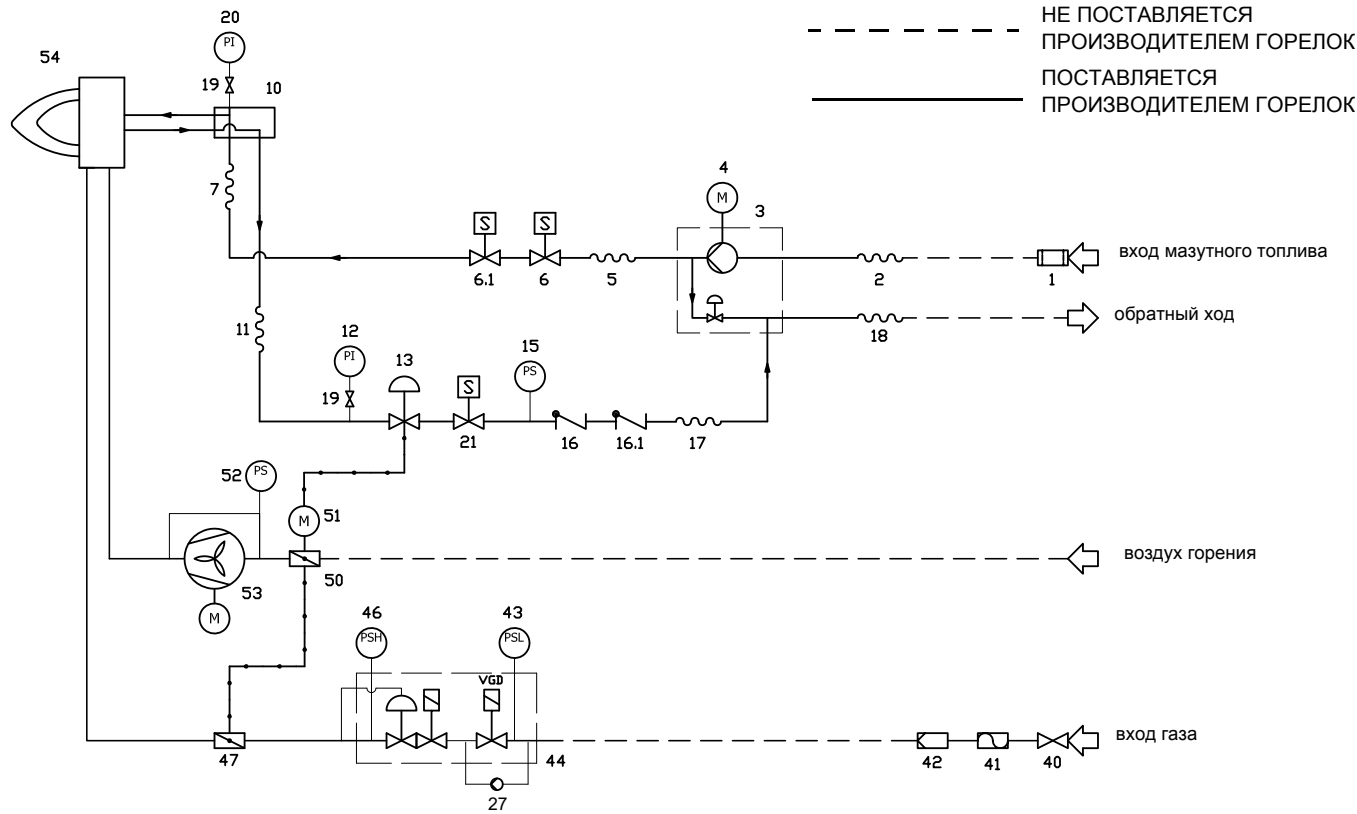 20
НЕ ПОСТАВЛЯЕТСЯ
ПРОИЗВОДИТЕЛЕМ ГОРЕЛОК
PI
54
19
10
ПОСТАВЛЯЕТСЯ
ПРОИЗВОДИТЕЛЕМ ГОРЕЛОК
4
7
M
3
S
S
вход мазутного топлива
6.1
6
5
2
1
11
12
обратный ход
18
PI
13
15
19
S
PS
21
16
16.1
17
52
PS
51
M
воздух горения
50
53
M
46
43
PSH
PSL
VGD
вход газа
47
44
42
41
40
27